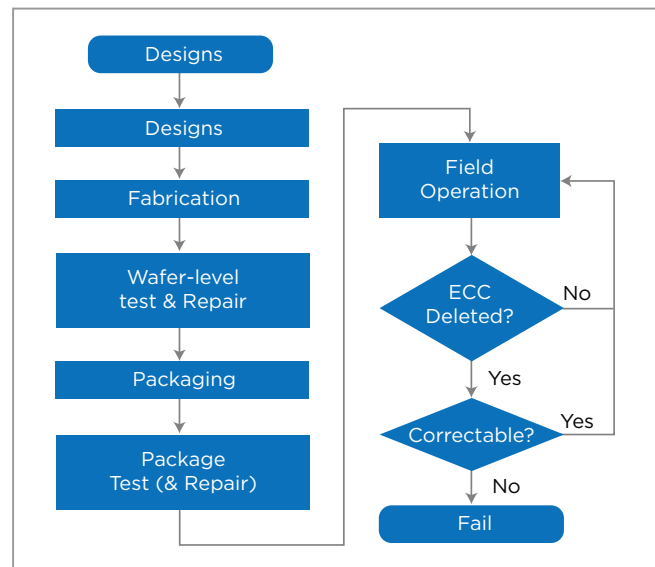 Designs
Designs
Fabrication
Wafer-level
test & Repair
Packaging
Package
Test (& Repair)
Field
Operation
ECC
Deleted?
No
Yes
Correctable?
Yes
No
Fail